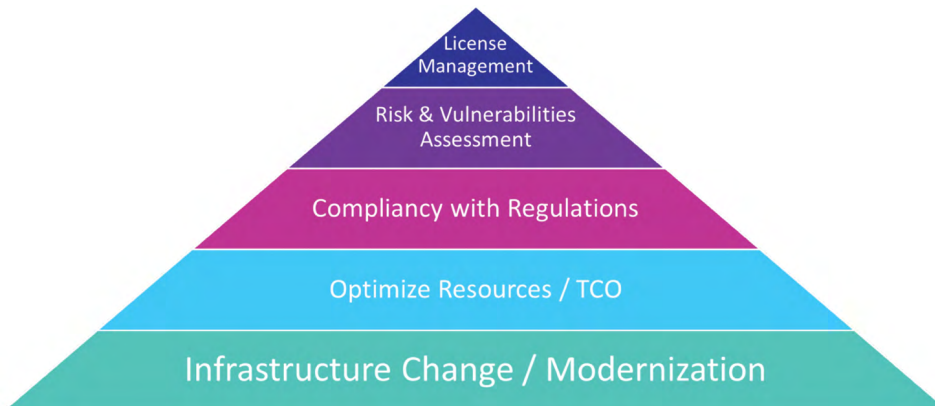 License
Management
Risk & Vulnerabilities
Assessment
Compliancy with Regulations
Optimize Resources / TCO
Infrastructure Change / Modernization